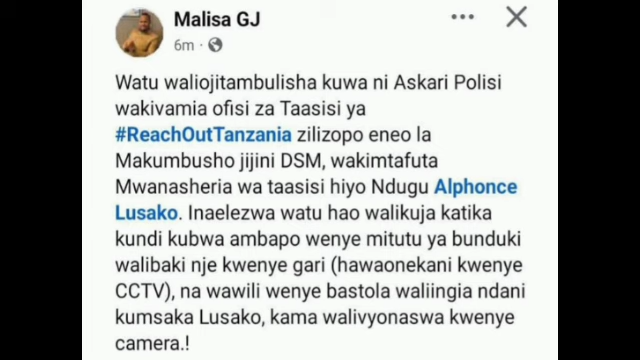 Malisa GJ
6m
Watu waliojitambulisha kuwa ni Askari Polisi
wakivamia ofisi za Taasisi ya
#ReachOutTanzania zilizopo eneo la
Makumbusho jijini DSM, wakimtafuta
Mwanasheria wa taasisi hiyo Ndugu Alphonce
Lusako. Inaelezwa watu hao walikuja katika
kundi kubwa ambapo wenye mitutu ya bunduki
walibaki nje kwenye gari (hawaonekani kwenye
CCTV), na wawili wenye bastola waliingia ndani
kumsaka Lusako, kama walivyonaswa kwenye
camera.!